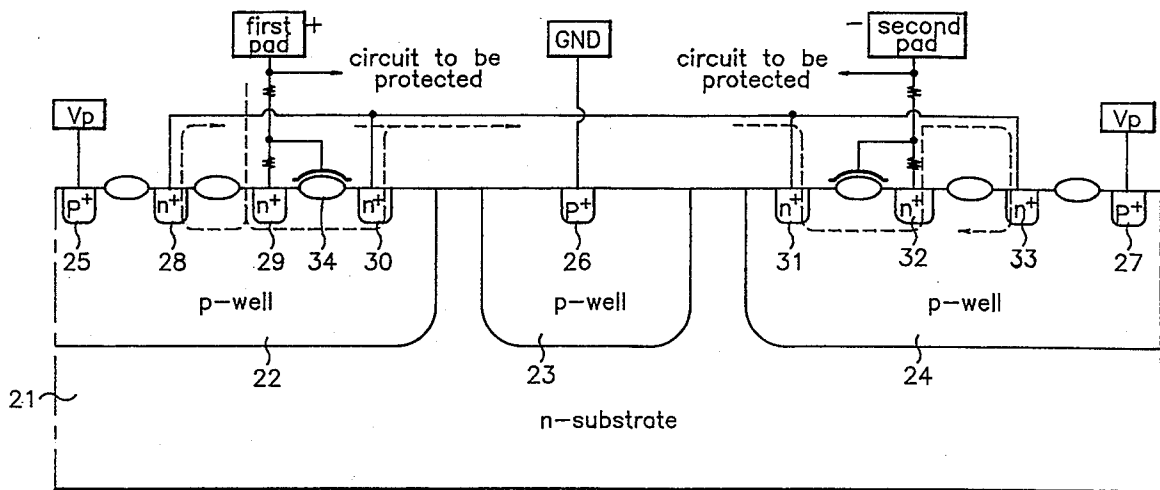 first pad +
GND
− second pad
circuit to be protected
circuit to be protected
Vp
Vp
p+
n+
n+
n+
p+
n+
n+
n+
p+
25
28
29
34
30
26
31
32
33
27
p-well
p-well
p-well
22
23
24
21
n-substrate